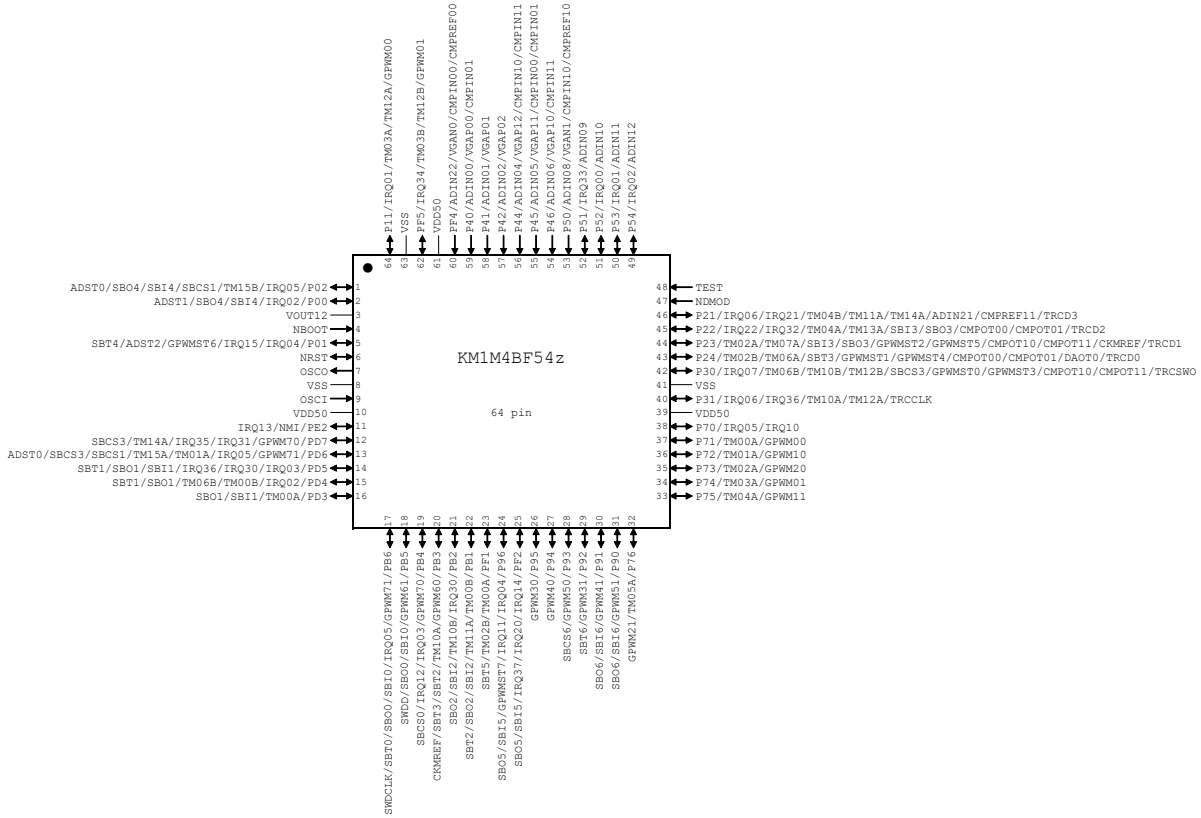 P11/IRQ01/TM03A/TM12A/GPWM00
VSS
PF5/IRQ34/TM03B/TM12B/GPWM01
VDD50
PF4/ADIN22/VGAN0/CMPIN00/CMPREF00
P40/ADIN00/VGAP00/CMPIN01
P41/ADIN01/VGAP01
P42/ADIN02/VGAP02
P44/ADIN04/VGAP12/CMPIN10/CMPIN11
P45/ADIN05/VGAP11/CMPIN00/CMPIN01
P46/ADIN06/VGAP10/CMPIN11
P50/ADIN08/VGAN1/CMPIN10/CMPREF10
P51/IRQ33/ADIN09
P52/IRQ00/ADIN10
P53/IRQ01/ADIN11
P54/IRQ02/ADIN12
64
63
62
61
60
59
58
57
56
55
54
53
52
51
50
49
ADST0/SBO4/SBI4/SBCS1/TM15B/IRQ05/P02 1
ADST1/SBO4/SBI4/IRQ02/P00 2
VOUT12 3
NBOOT 4
SBT4/ADST2/GPWMST6/IRQ15/IRQ04/P01 5
NRST 6
OSCO 7
VSS 8
OSCI 9
VDD50 10
IRQ13/NMI/PE2 11
SBCS3/TM14A/IRQ35/IRQ31/GPWM70/PD7 12
ADST0/SBCS3/SBCS1/TM15A/TM01A/IRQ05/GPWM71/PD6 13
SBT1/SBO1/SBI1/IRQ36/IRQ30/IRQ03/PD5 14
SBT1/SBO1/TM06B/TM00B/IRQ02/PD4 15
SBO1/SBI1/TM00A/PD3 16
KM1M4BF54z
64 pin
48 TEST
47 NDMOD
46 P21/IRQ06/IRQ21/TM04B/TM11A/TM14A/ADIN21/CMPREF11/TRCD3
45 P22/IRQ22/IRQ32/TM04A/TM13A/SBI3/SBO3/CMPOT00/CMPOT01/TRCD2
44 P23/TM02A/TM07A/SBI3/SBO3/GPWMST2/GPWMST5/CMPOT10/CMPOT11/CKMREF/TRCD1
43 P24/TM02B/TM06A/SBT3/GPWMST1/GPWMST4/CMPOT00/CMPOT01/DAOT0/TRCD0
42 P30/IRQ07/TM06B/TM10B/TM12B/SBCS3/GPWMST0/GPWMST3/CMPOT10/CMPOT11/TRCSWO
41 VSS
40 P31/IRQ06/IRQ36/TM10A/TM12A/TRCCLK
39 VDD50
38 P70/IRQ05/IRQ10
37 P71/TM00A/GPWM00
36 P72/TM01A/GPWM10
35 P73/TM02A/GPWM20
34 P74/TM03A/GPWM01
33 P75/TM04A/GPWM11
17
18
19
20
21
22
23
24
25
26
27
28
29
30
31
32
SWDCLK/SBT0/SBO0/SBI0/IRQ05/GPWM71/PB6
SWDD/SBO0/SBI0/GPWM61/PB5
SBCS0/IRQ12/IRQ03/GPWM70/PB4
CKMREF/SBT3/SBT2/TM10A/GPWM60/PB3
SBO2/SBI2/TM10B/IRQ30/PB2
SBT2/SBO2/SBI2/TM11A/TM00B/PB1
SBT5/TM02B/TM00A/PF1
SBO5/SBI5/GPWMST7/IRQ11/IRQ04/P96
SBO5/SBI5/IRQ37/IRQ20/IRQ14/PF2
GPWM30/P95
GPWM40/P94
SBCS6/GPWM50/P93
SBT6/GPWM31/P92
SBO6/SBI6/GPWM41/P91
SBO6/SBI6/GPWM51/P90
GPWM21/TM05A/P76